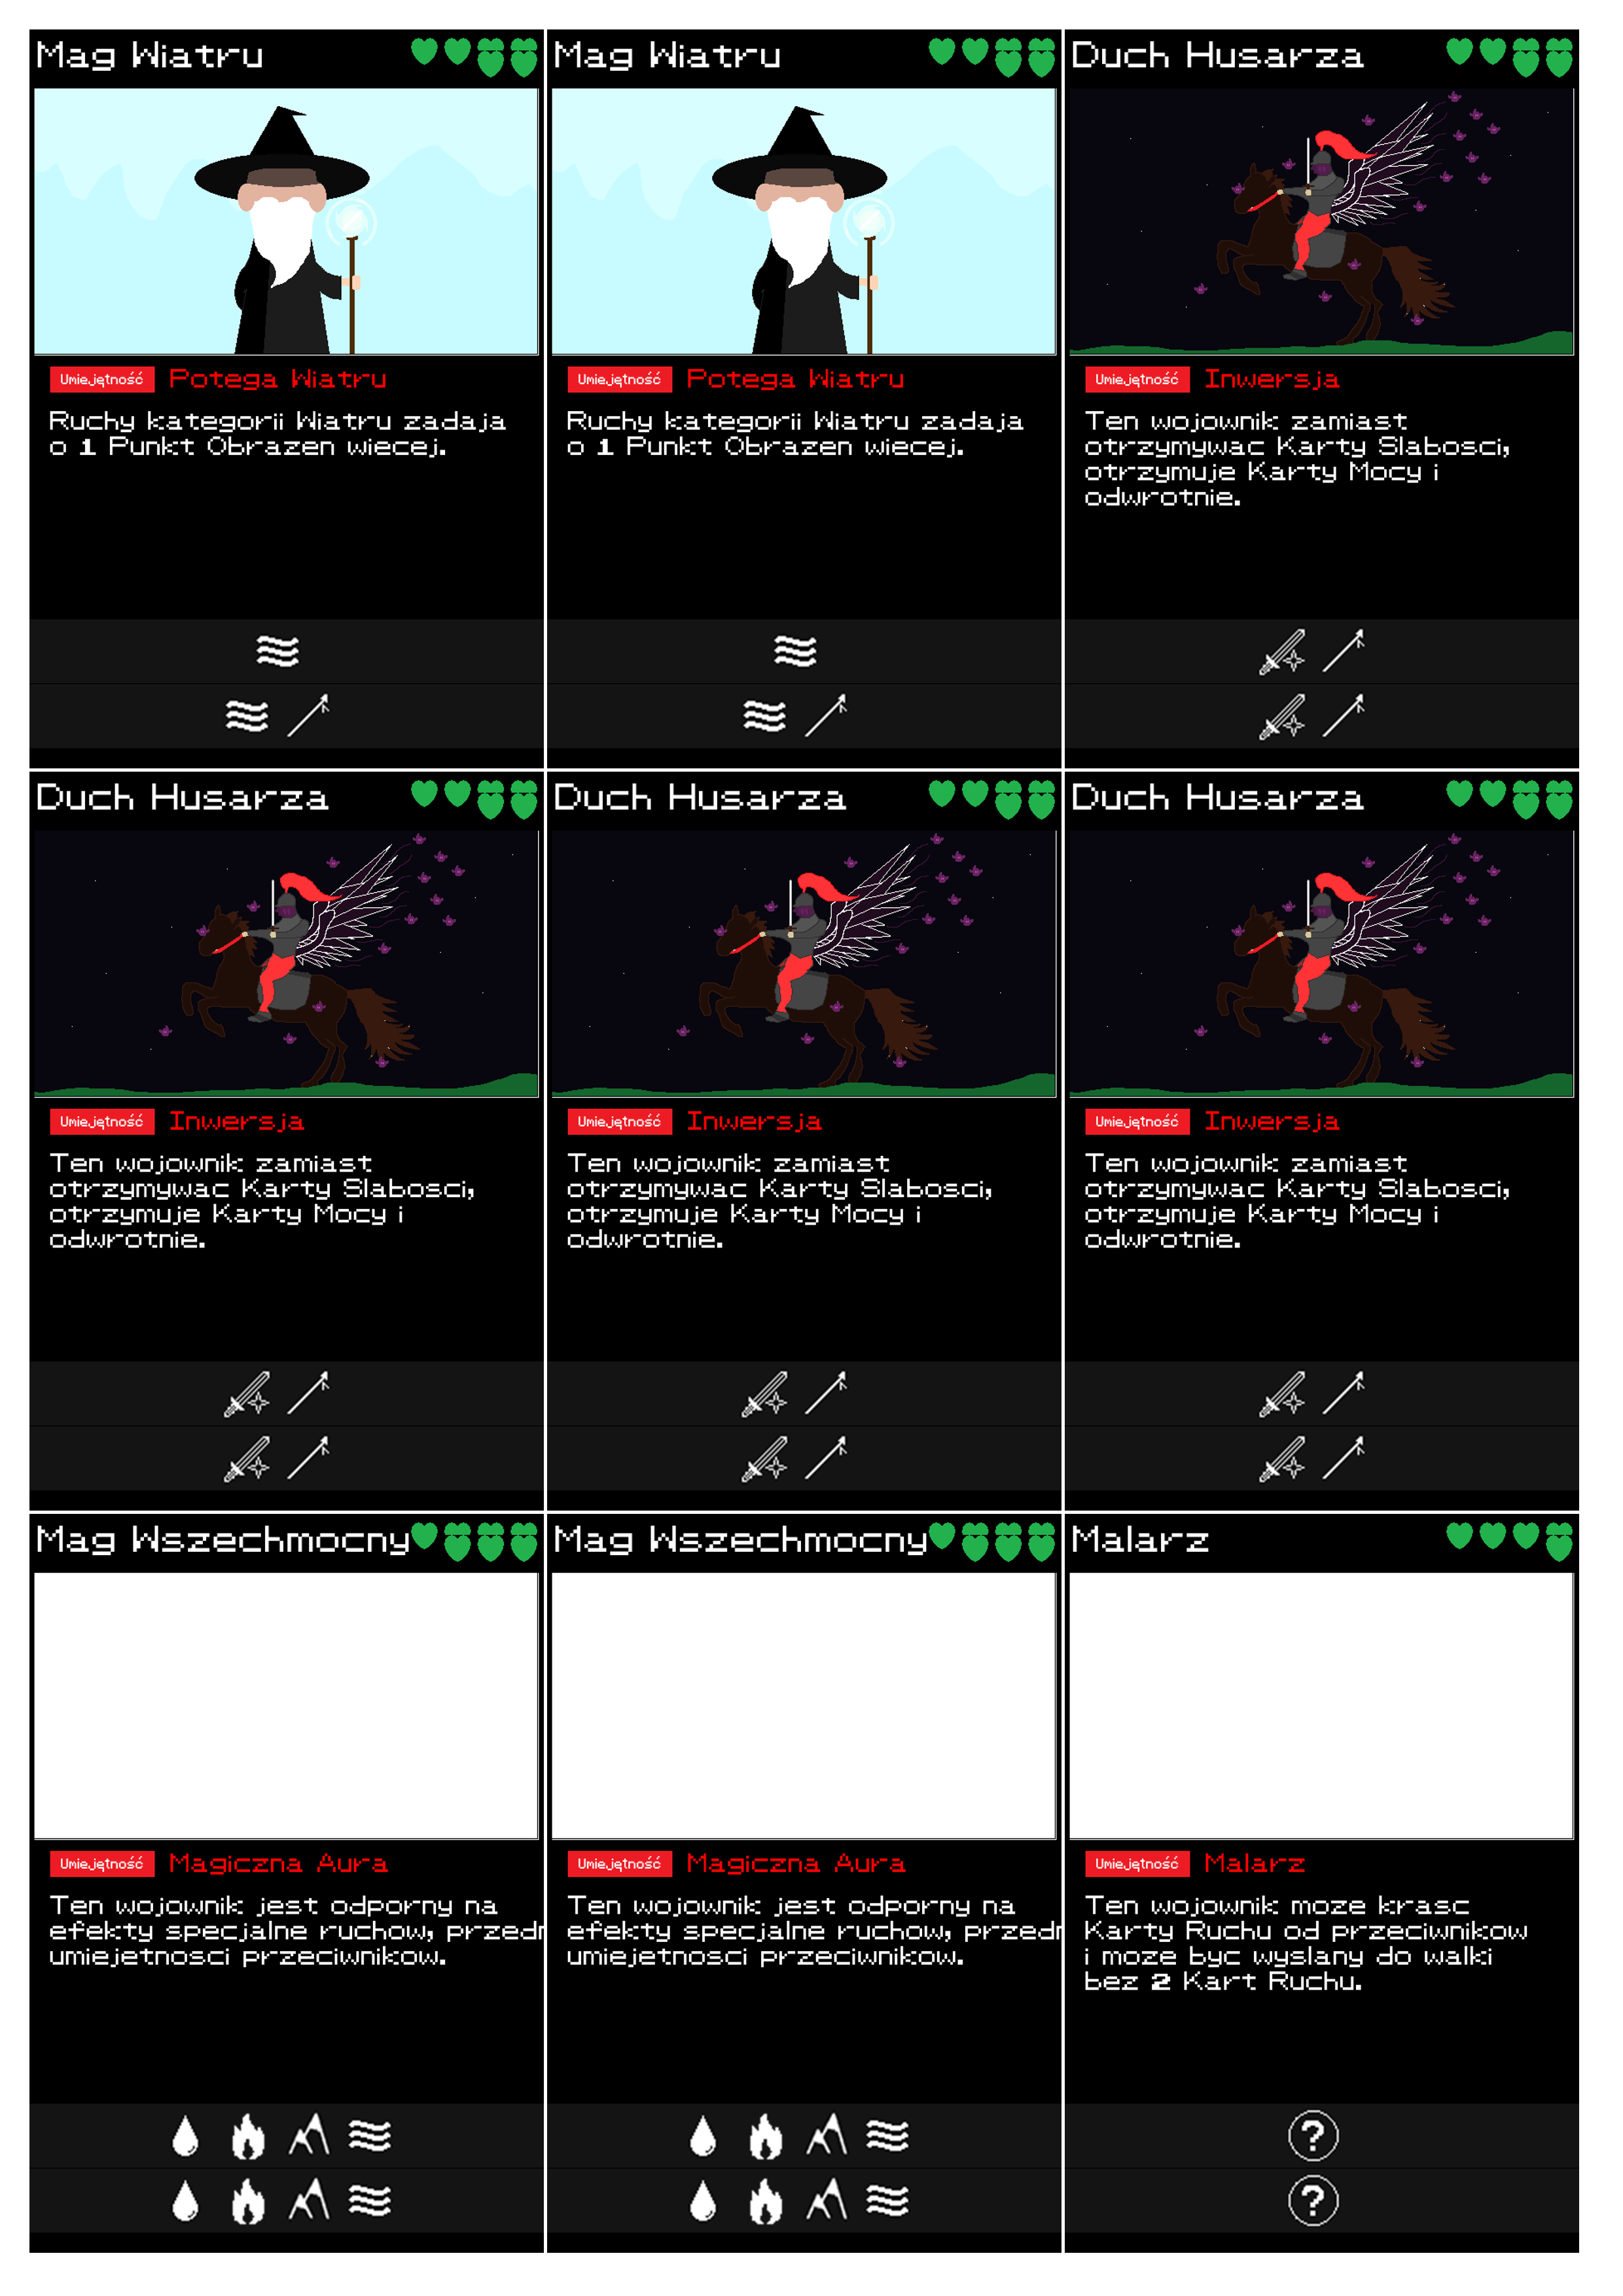 Mag Wiatru
Umiejętność Potega Wiatru
Ruchy kategorii Wiatru zadaja
o 1 Punkt Obrazen wiecej.
Mag Wiatru
Umiejętność Potega Wiatru
Ruchy kategorii Wiatru zadaja
o 1 Punkt Obrazen wiecej.
Duch Husarza
Umiejętność Inwersja
Ten wojownik zamiast
otrzymywac Karty Slabosci,
otrzymuje Karty Mocy i
odwrotnie.
Duch Husarza
Umiejętność Inwersja
Ten wojownik zamiast
otrzymywac Karty Slabosci,
otrzymuje Karty Mocy i
odwrotnie.
Duch Husarza
Umiejętność Inwersja
Ten wojownik zamiast
otrzymywac Karty Slabosci,
otrzymuje Karty Mocy i
odwrotnie.
Duch Husarza
Umiejętność Inwersja
Ten wojownik zamiast
otrzymywac Karty Slabosci,
otrzymuje Karty Mocy i
odwrotnie.
Mag Wszechmocny
Umiejętność Magiczna Aura
Ten wojownik jest odporny na
efekty specjalne ruchow,
umiejetnosci przeciwnikow.
Mag Wszechmocny
Umiejętność Magiczna Aura
Ten wojownik jest odporny na
efekty specjalne ruchow,
umiejetnosci przeciwnikow.
Malarz
Umiejętność Malarz
Ten wojownik moze krasc
Karty Ruchu od przeciwnikow
i moze byc wyslany do walki
bez 2 Kart Ruchu.
?
?